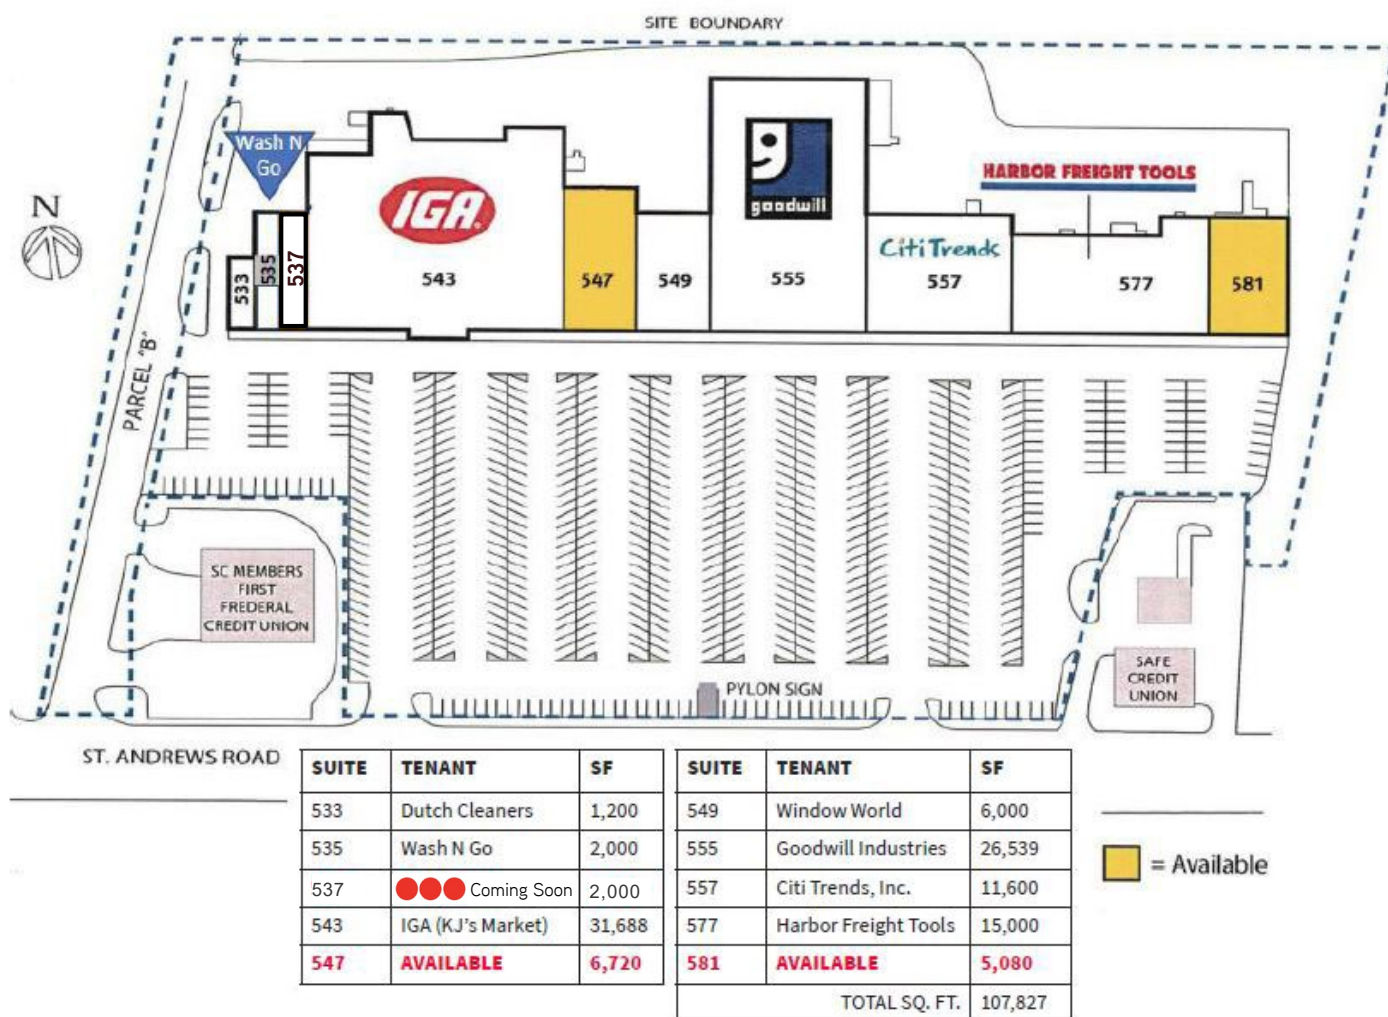 SITE BOUNDARY
Wash N
Go
N
IGA
goodwill
HARBOR FREIGHT TOOLS
Citi Trends
533
535
537
543
547
549
555
557
577
581
PARCEL "B"
SC MEMBERS
FIRST
FREDERAL
CREDIT UNION
SAFE
CREDIT
UNION
PYLON SIGN
ST. ANDREWS ROAD
SUITE TENANT SF
533 Dutch Cleaners 1,200
535 Wash N Go 2,000
537 Coming Soon 2,000
543 IGA (KJ's Market) 31,688
547 AVAILABLE 6,720
SUITE TENANT SF
549 Window World 6,000
555 Goodwill Industries 26,539
557 Citi Trends, Inc. 11,600
577 Harbor Freight Tools 15,000
581 AVAILABLE 5,080
TOTAL SQ. FT. 107,827
= Available